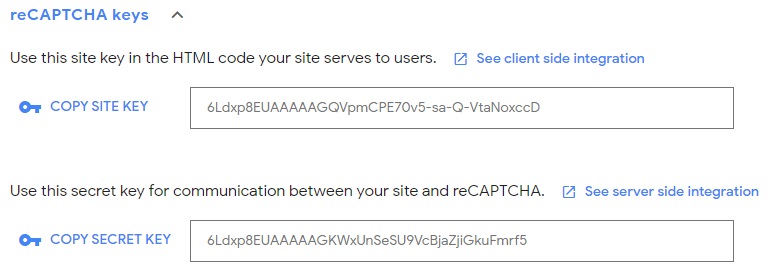 reCAPTCHA keys
Use this site key in the HTML code your site serves to users. See client side integration
COPY SITE KEY 6Ldxp8EUAAAAAGQVpmCPE70v5-sa-Q-VtaNoxccD
Use this secret key for communication between your site and reCAPTCHA. See server side integration
COPY SECRET KEY 6Ldxp8EUAAAAAGKWxUnSeSU9VcBjaZjiGkuFmrf5